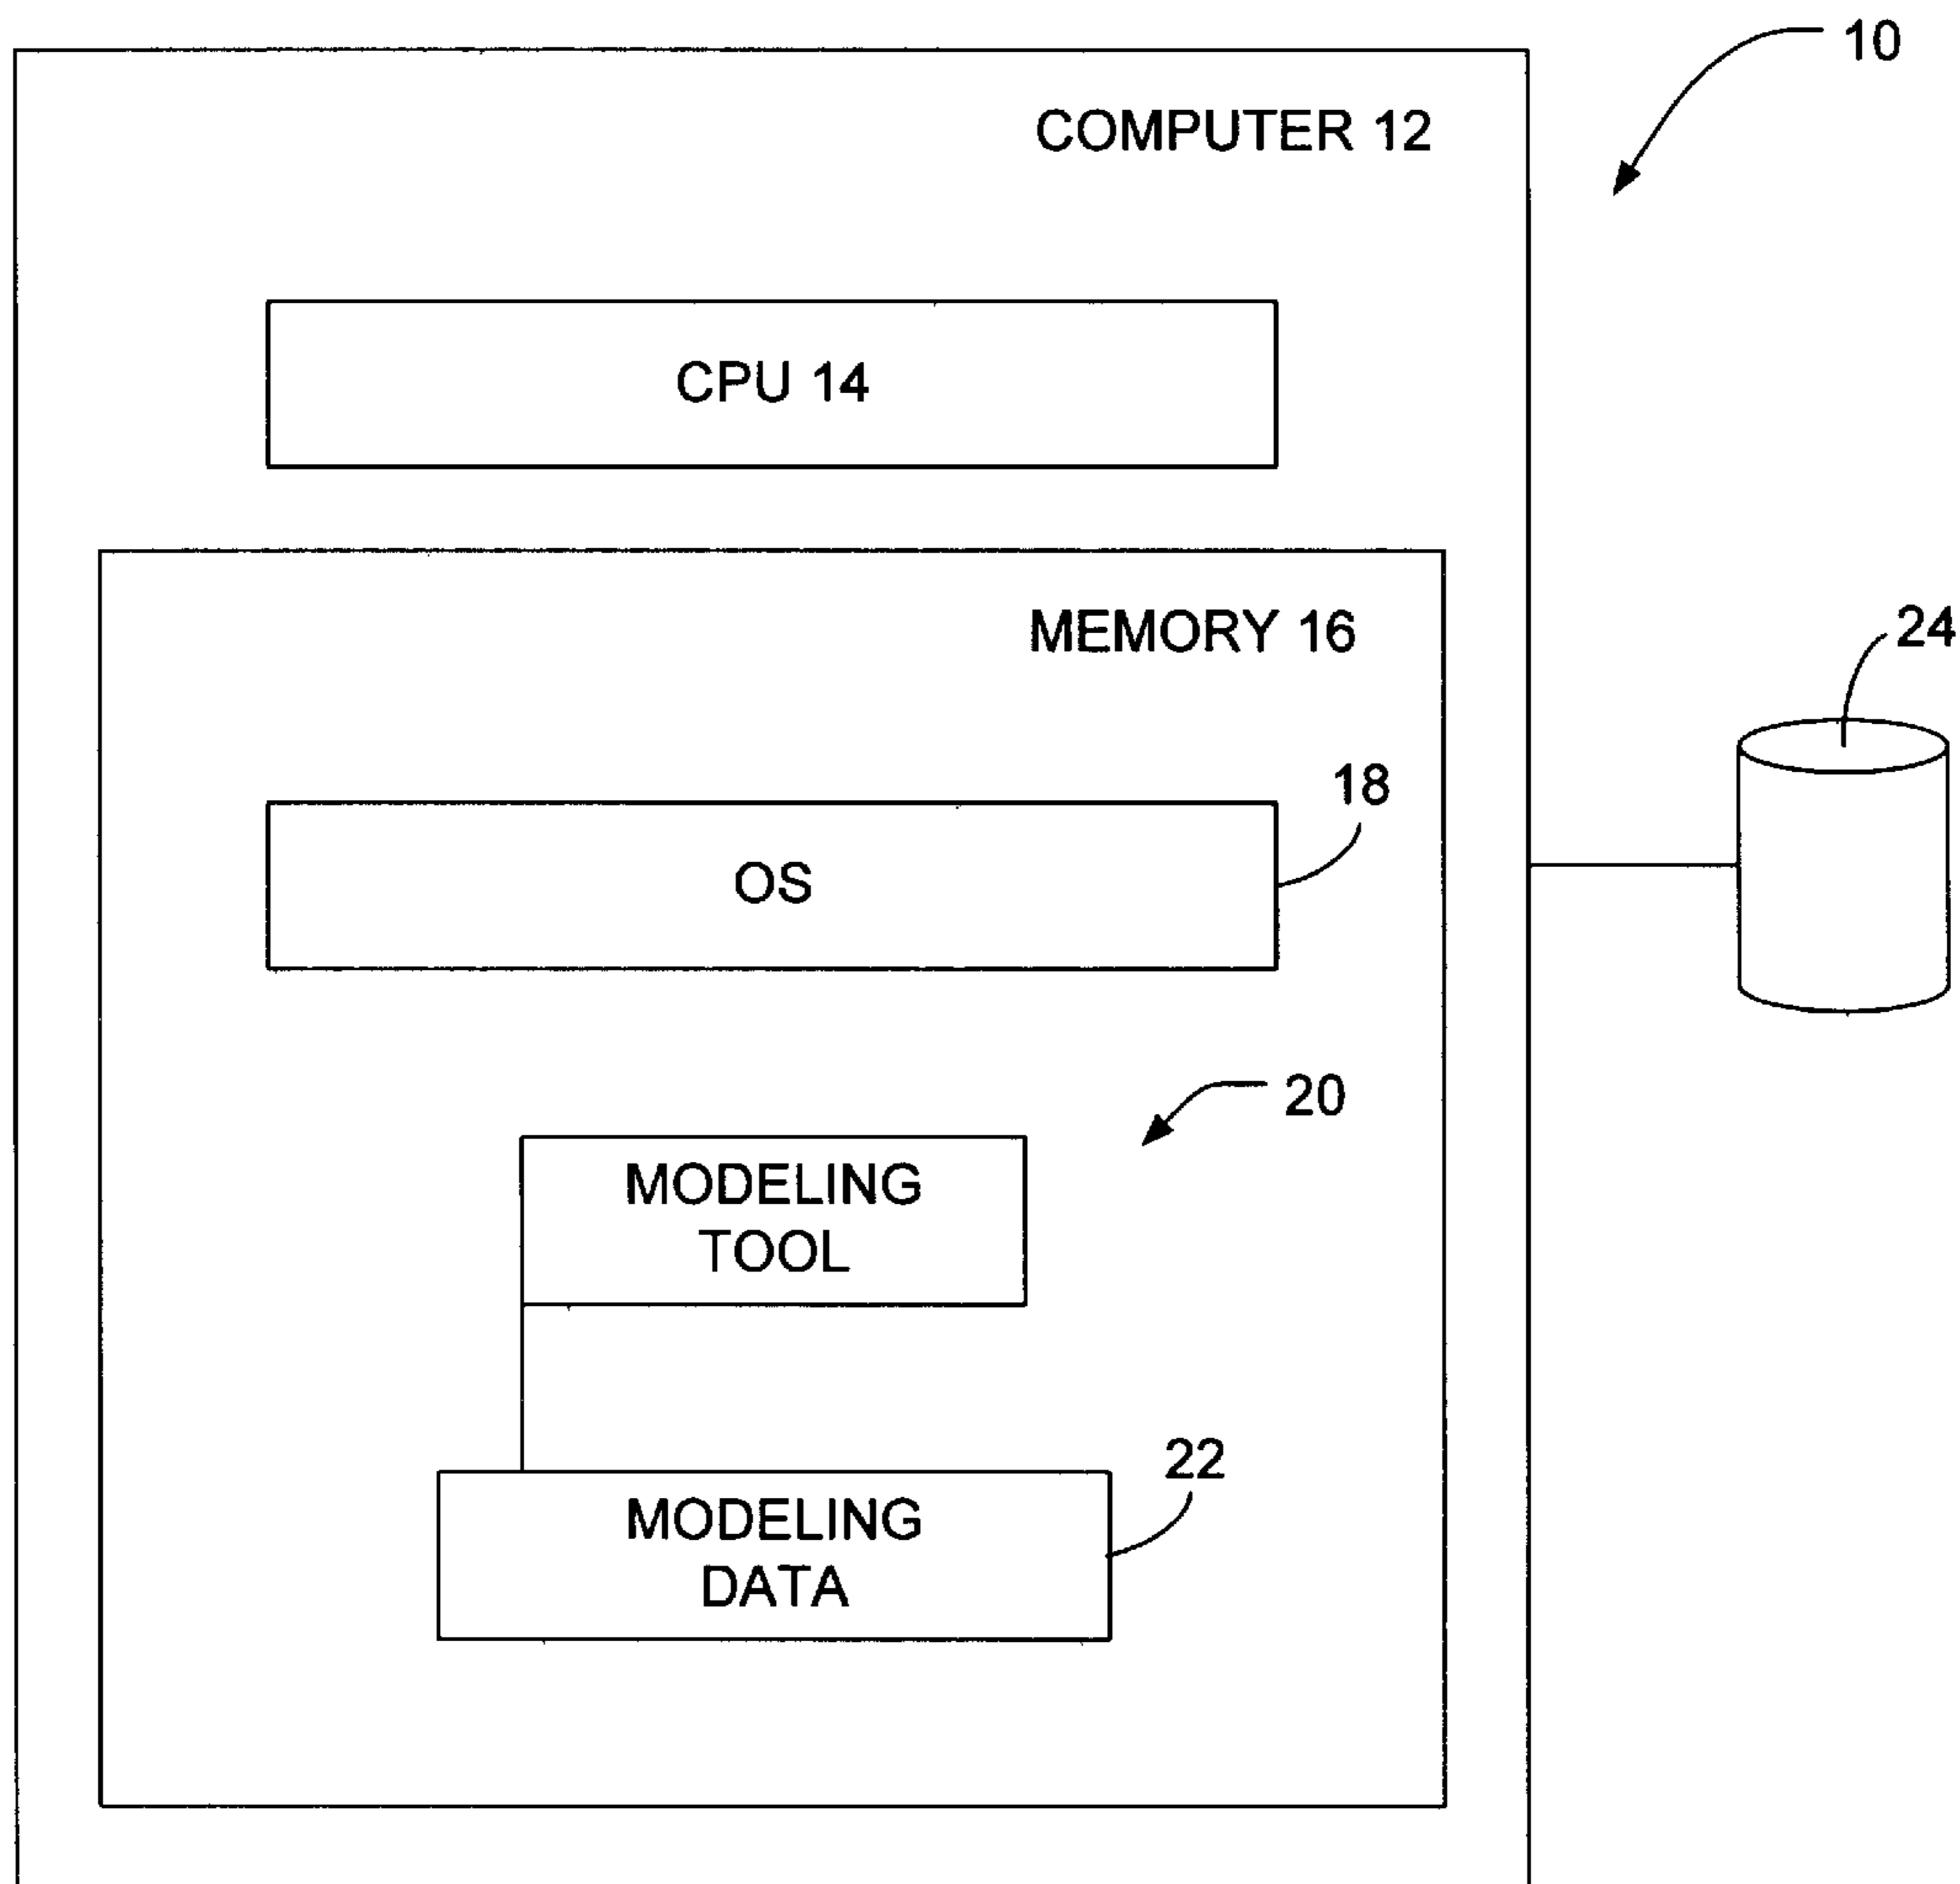 10
COMPUTER 12
CPU 14
MEMORY 16
24
18
OS
20
MODELING
TOOL
22
MODELING
DATA